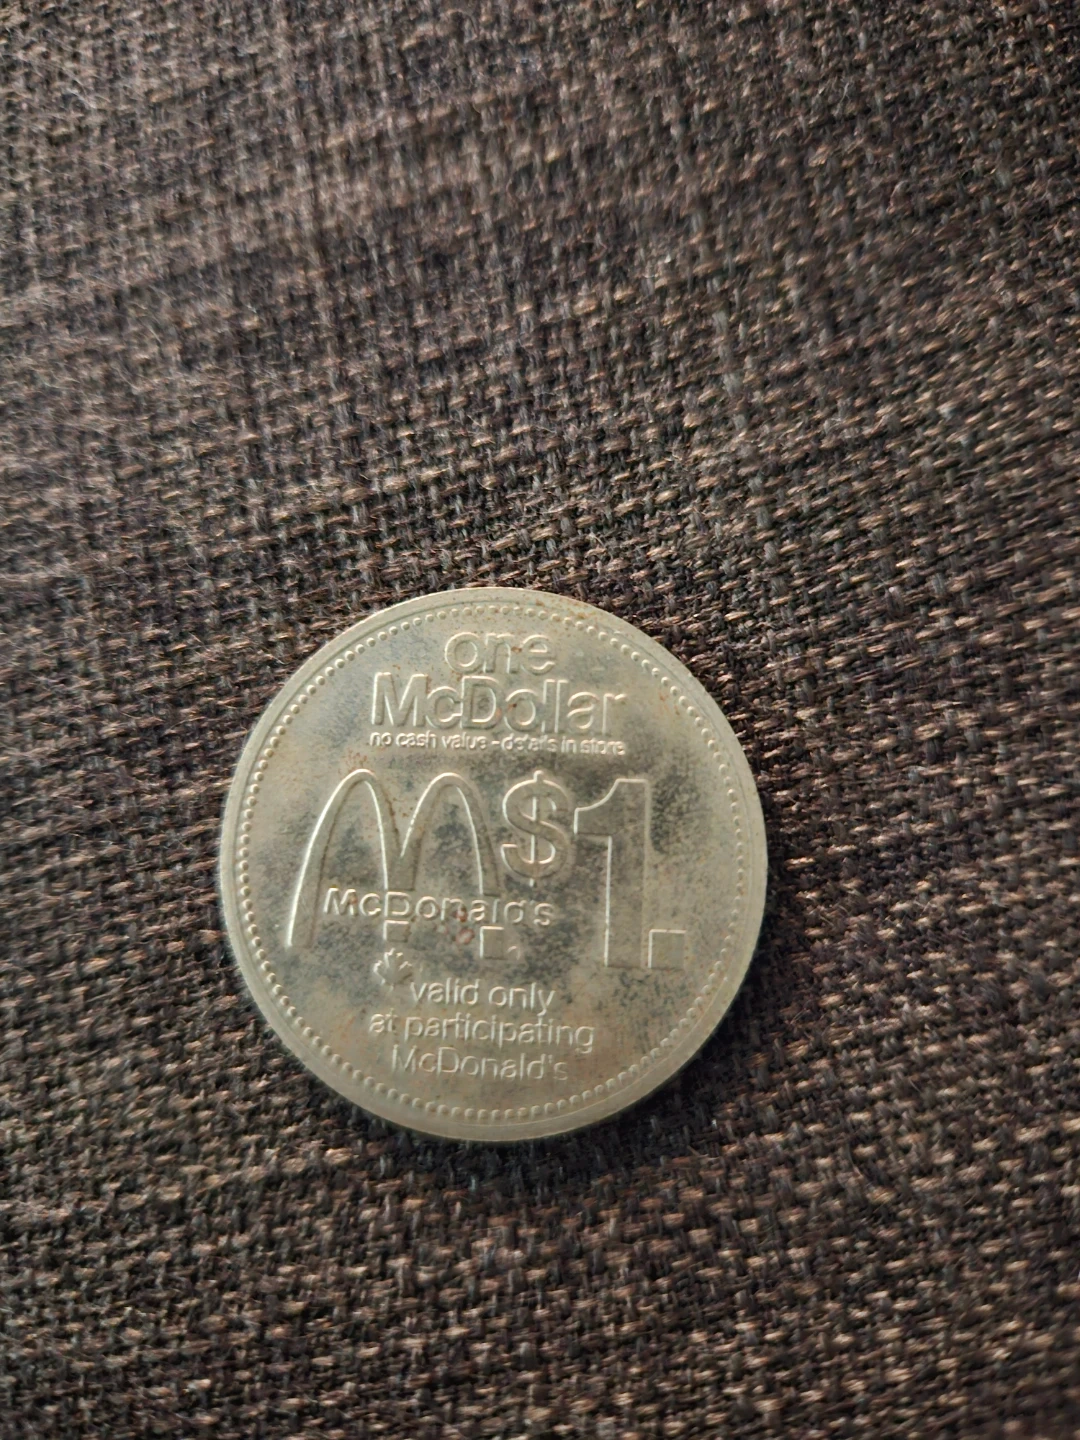 one
McDollar
no cash value - details in store
$1.
McDonald's
valid only
at participating
McDonald's